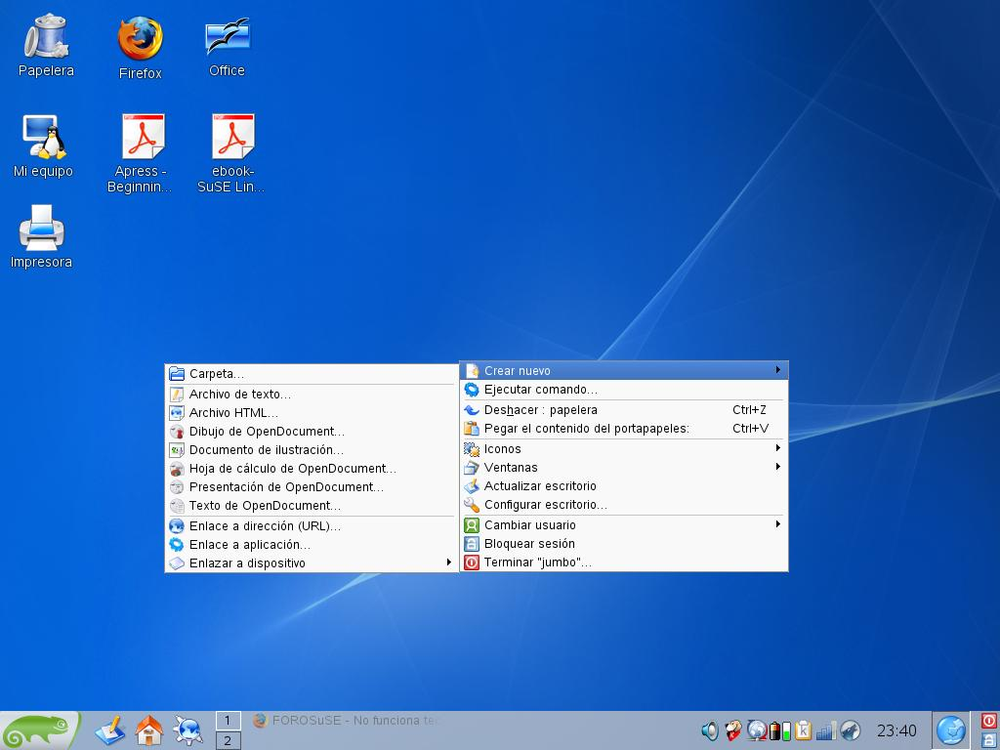 Papelera
Firefox
Office
Mi equipo
Apress -
Beginnin...
ebook-
SuSE Lin...
Impresora
Carpeta...
Archivo de texto...
Archivo HTML...
Dibujo de OpenDocument...
Documento de ilustración...
Hoja de cálculo de OpenDocument...
Presentación de OpenDocument...
Texto de OpenDocument...
Enlace a dirección (URL)...
Enlace a aplicación...
Enlazar a dispositivo
Crear nuevo
Ejecutar comando...
Deshacer : papelera Ctrl+Z
Pegar el contenido del portapapeles: Ctrl+V
Iconos
Ventanas
Actualizar escritorio
Configurar escritorio...
Cambiar usuario
Bloquear sesión
Terminar "jumbo"...
1
2
FOROSuSE - No funciona
23:40